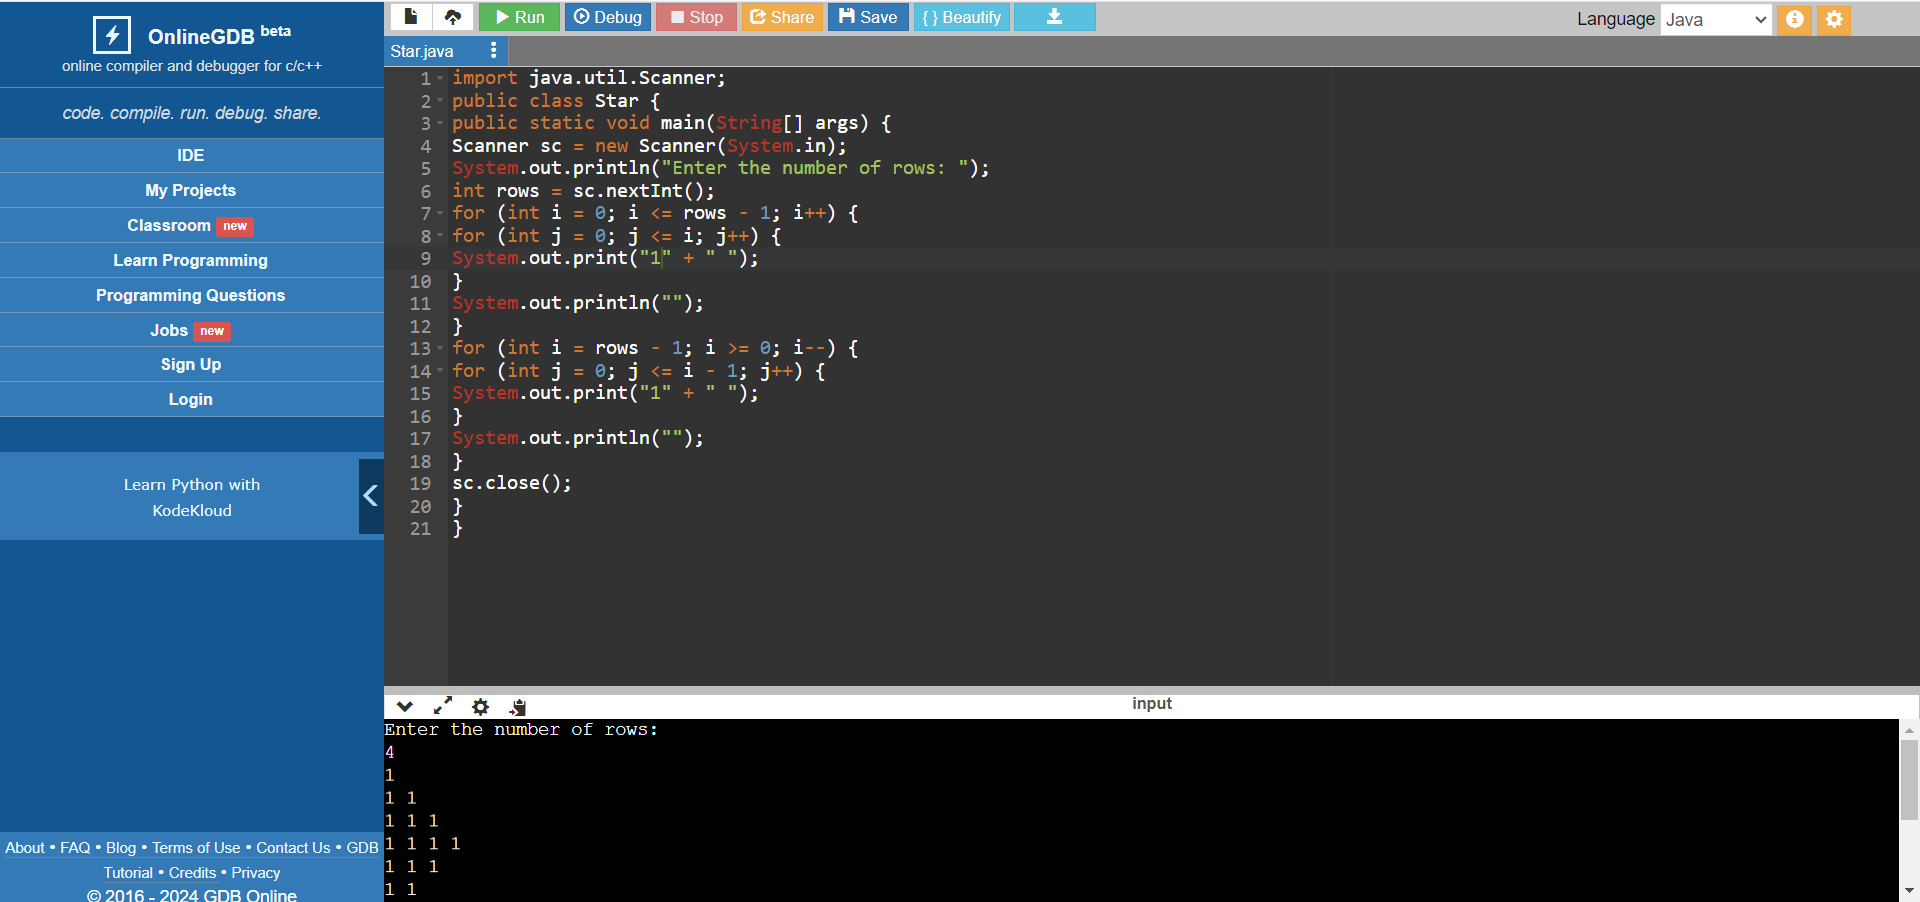 OnlineGDB beta
online compiler and debugger for c/c++
code. compile. run. debug. share.
IDE
My Projects
Classroom new
Learn Programming
Programming Questions
Jobs new
Sign Up
Login
Learn Python with
KodeKloud
About • FAQ • Blog • Terms of Use • Contact Us • GDB
Tutorial • Credits • Privacy
© 2016 - 2024 GDB Online
Run Debug Stop Share Save { } Beautify
Language Java
Star.java
1 import java.util.Scanner;
2 public class Star {
3 public static void main(String[] args) {
4 Scanner sc = new Scanner(System.in);
5 System.out.println("Enter the number of rows: ");
6 int rows = sc.nextInt();
7 for (int i = 0; i <= rows - 1; i++) {
8 for (int j = 0; j <= i; j++) {
9 System.out.print("1" + " ");
10 }
11 System.out.println("");
12 }
13 for (int i = rows - 1; i >= 0; i--) {
14 for (int j = 0; j <= i - 1; j++) {
15 System.out.print("1" + " ");
16 }
17 System.out.println("");
18 }
19 sc.close();
20 }
21 }
input
Enter the number of rows:
4
1
1 1
1 1 1
1 1 1 1
1 1 1
1 1